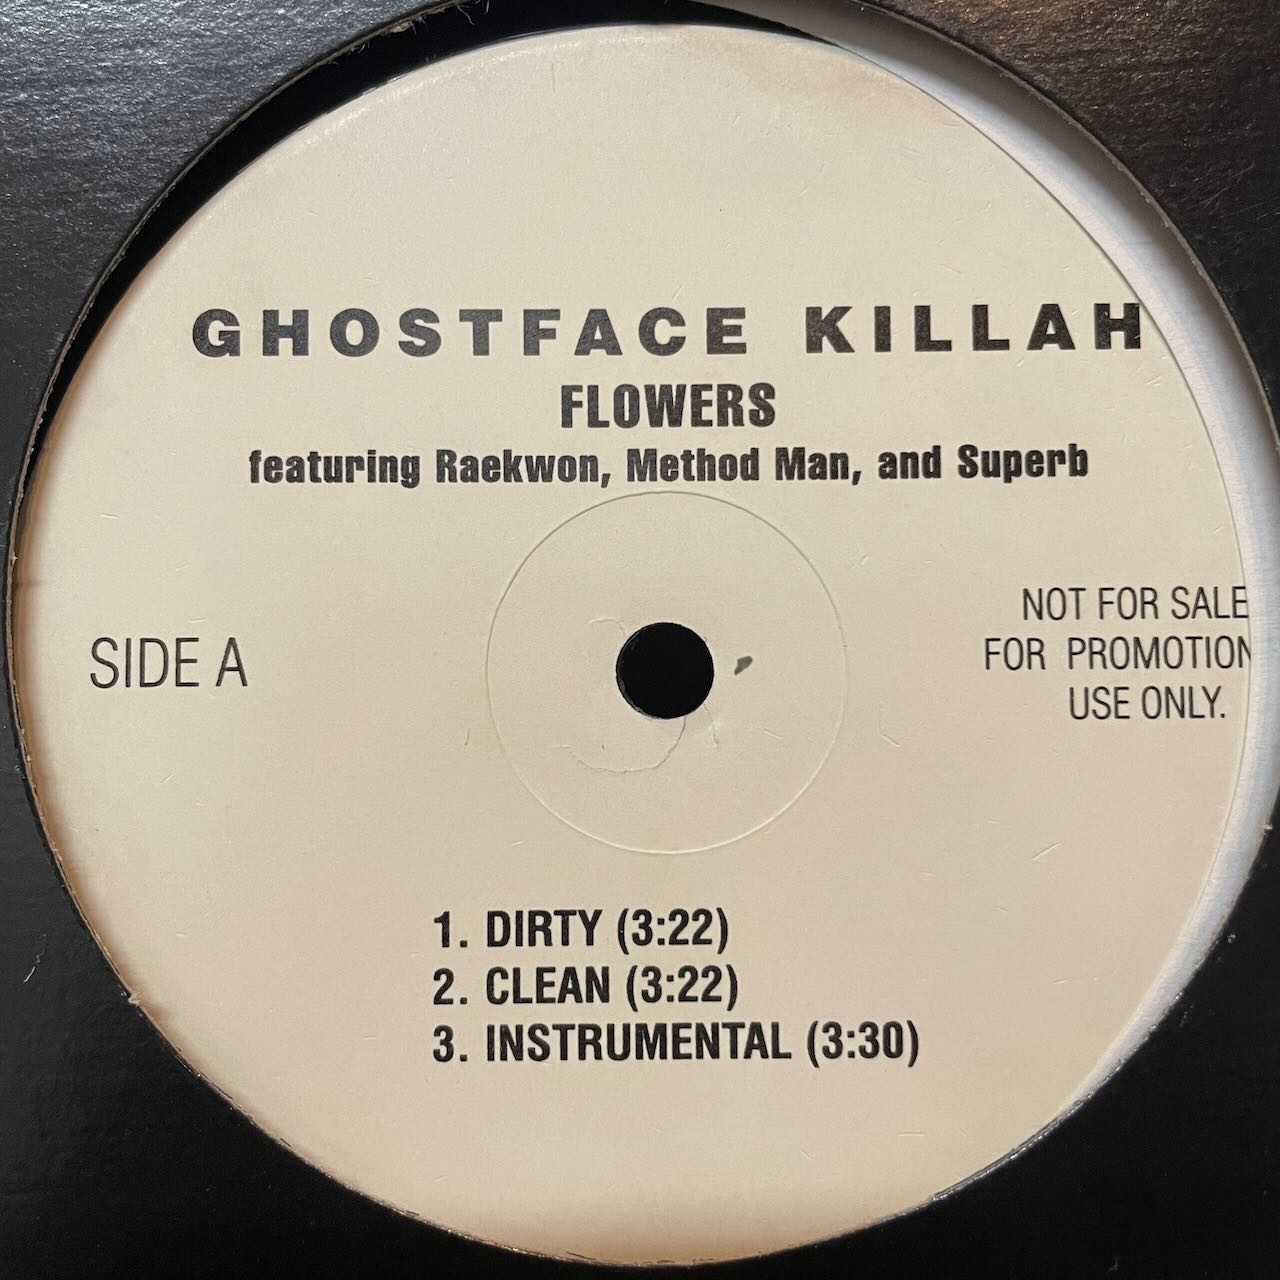 GHOSTFACE KILLAH
FLOWERS
featuring Raekwon, Method Man, and Superb
SIDE A
NOT FOR SALE
FOR PROMOTION
USE ONLY.
1. DIRTY (3:22)
2. CLEAN (3:22)
3. INSTRUMENTAL (3:30)